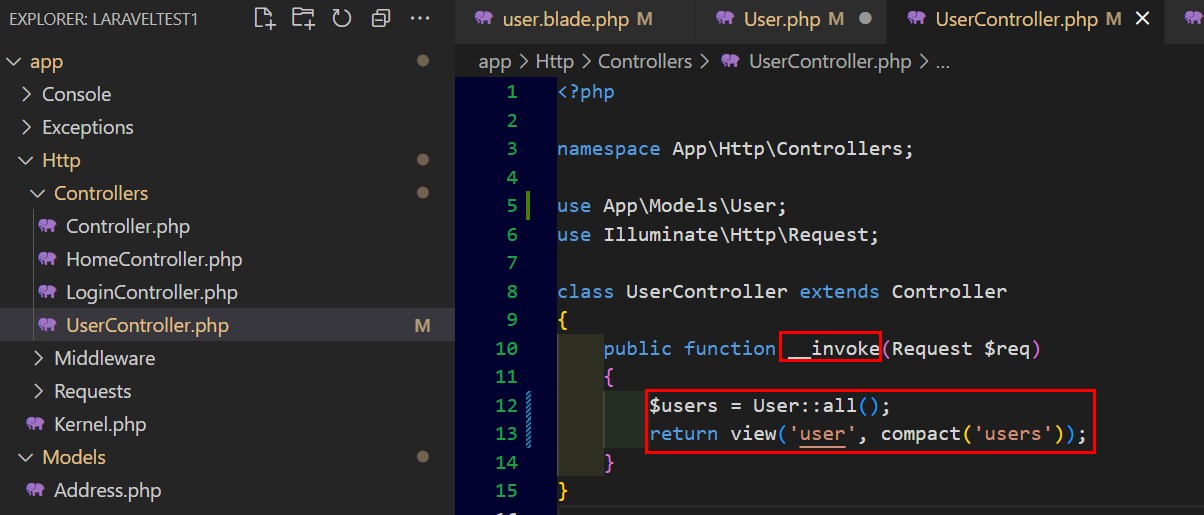 EXPLORER: LARAVELTEST1
app
Console
Exceptions
Http
Controllers
Controller.php
HomeController.php
LoginController.php
UserController.php M
Middleware
Requests
Kernel.php
Models
Address.php
user.blade.php M User.php M UserController.php M
app > Http > Controllers > UserController.php > ...
1 <?php
2
3 namespace App\Http\Controllers;
4
5 use App\Models\User;
6 use Illuminate\Http\Request;
7
8 class UserController extends Controller
9 {
10 public function __invoke(Request $req)
11 {
12 $users = User::all();
13 return view('user', compact('users'));
14 }
15 }